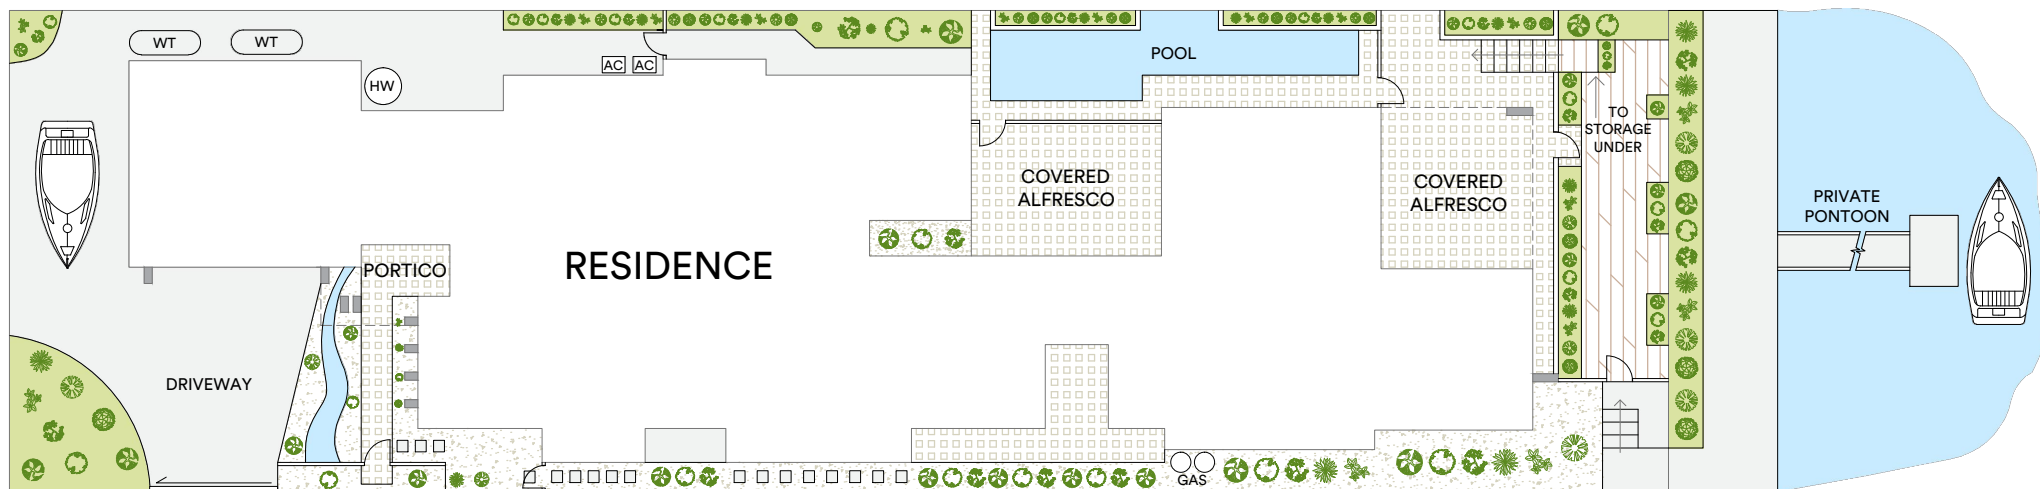 WT
WT
HW
AC
AC
POOL
TO
STORAGE
UNDER
COVERED
ALFRESCO
COVERED
ALFRESCO
PRIVATE
PONTOON
PORTICO
RESIDENCE
DRIVEWAY
GAS